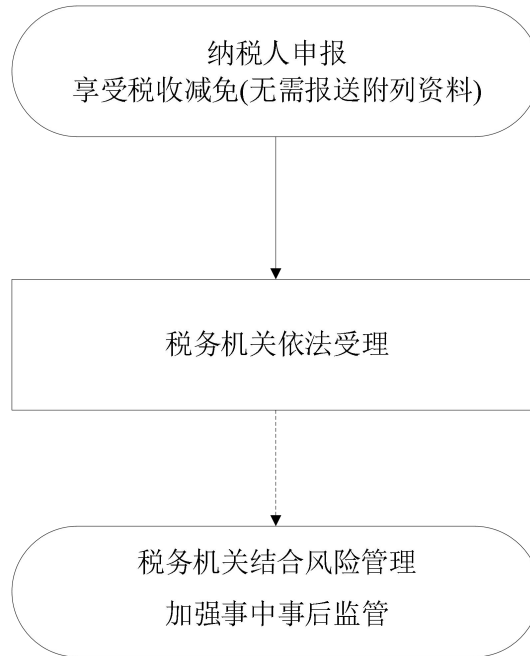 纳税人申报
享受税收减免(无需报送附列资料)
税务机关依法受理
税务机关结合风险管理
加强事中事后监管